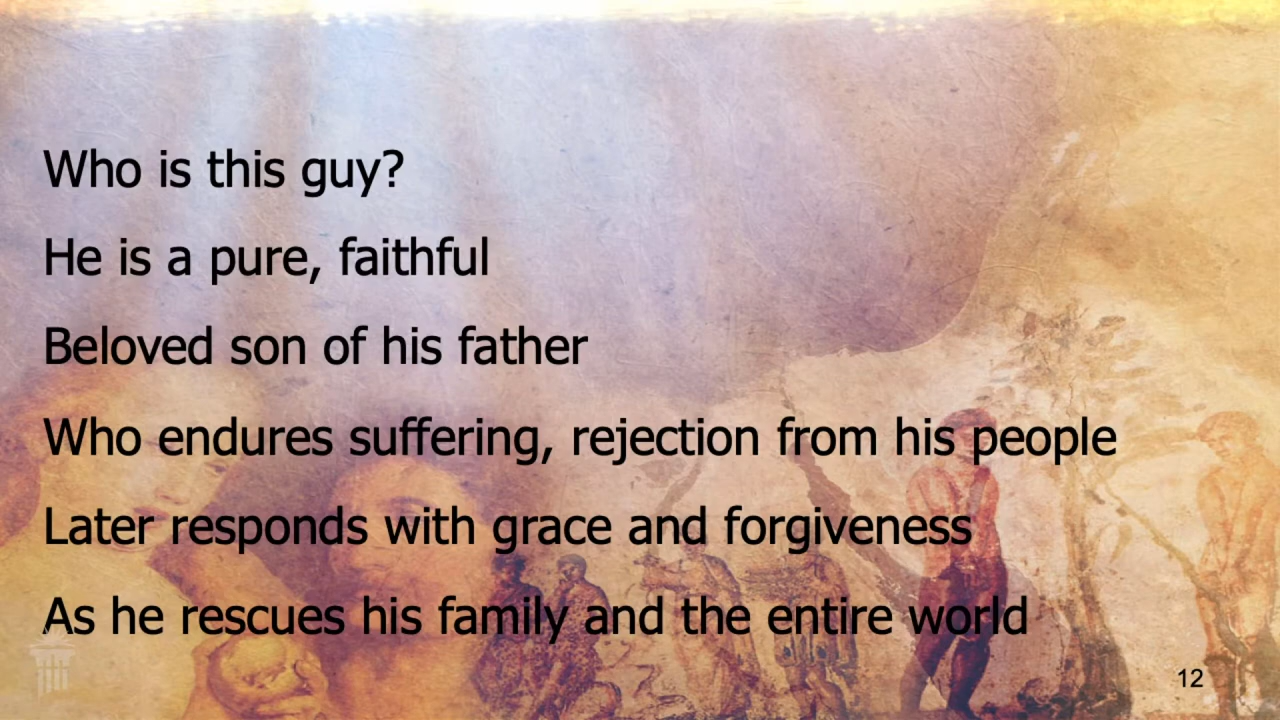 Who is this guy?
He is a pure, faithful
Beloved son of his father
Who endures suffering, rejection from his people
Later responds with grace and forgiveness
As he rescues his family and the entire world
12